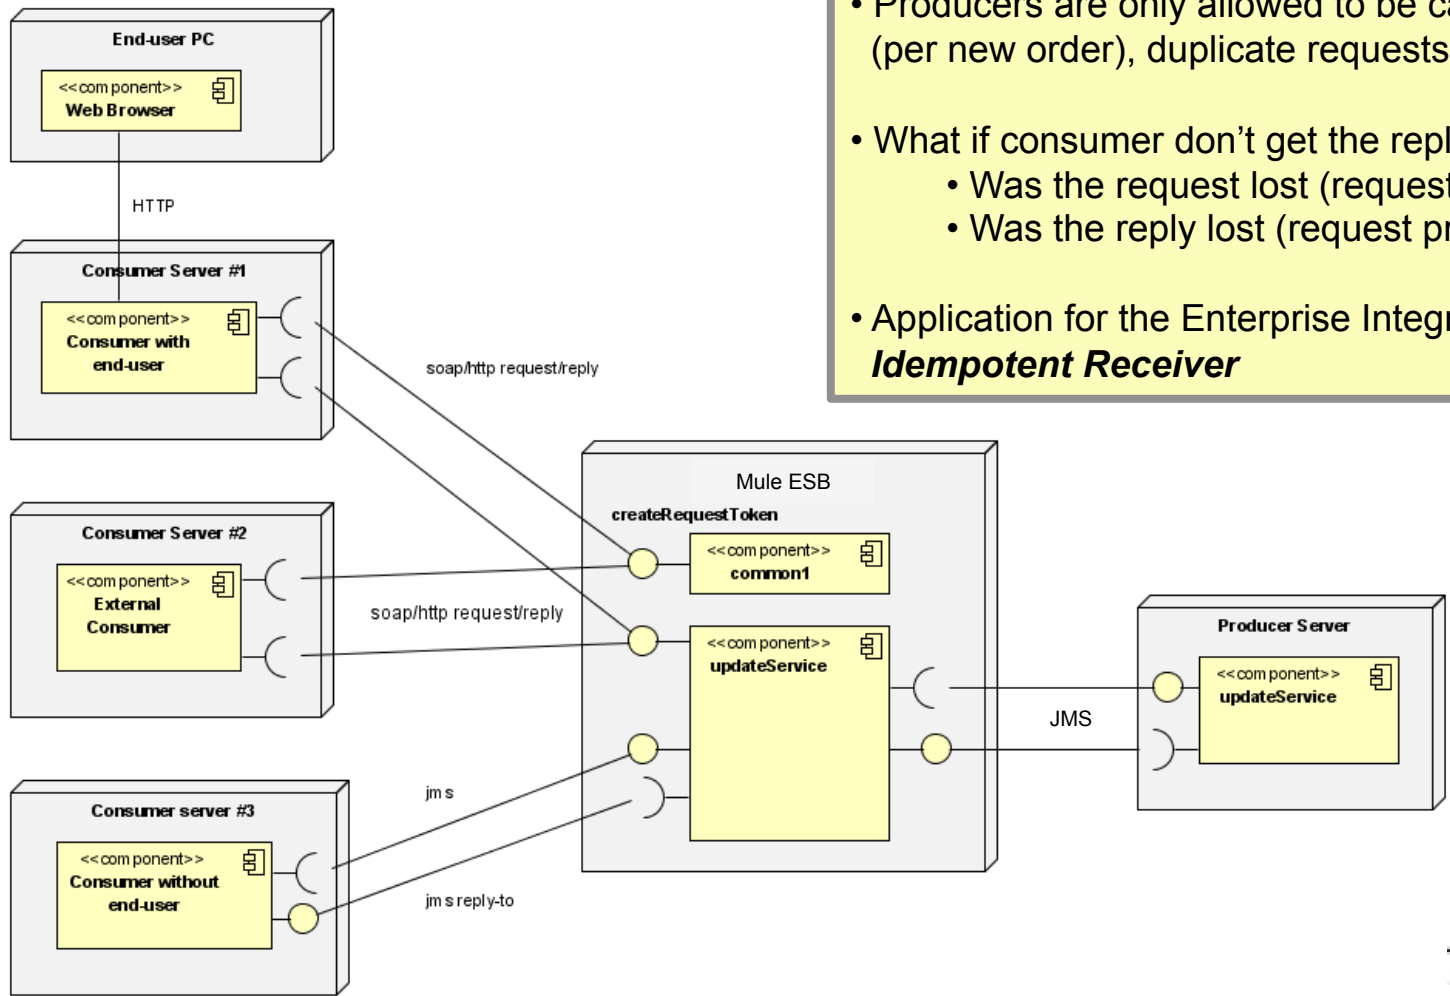 • Producers are only allowed to be
(per new order), duplicate requests
• What if consumer don't get the
• Was the request lost
• Was the reply lost (request
• Application for the Enterprise
Idempotent Receiver
End-user PC
<<component>>
Web Browser
HTTP
Consumer Server #1
<<component>>
Consumer with
end-user
soap/http request/reply
Consumer Server #2
<<component>>
External
Consumer
soap/http request/reply
Consumer server #3
<<component>>
Consumer without
end-user
jms
jms reply-to
Mule ESB
createRequestToken
<<component>>
common1
<<component>>
updateService
JMS
Producer Server
<<component>>
updateService